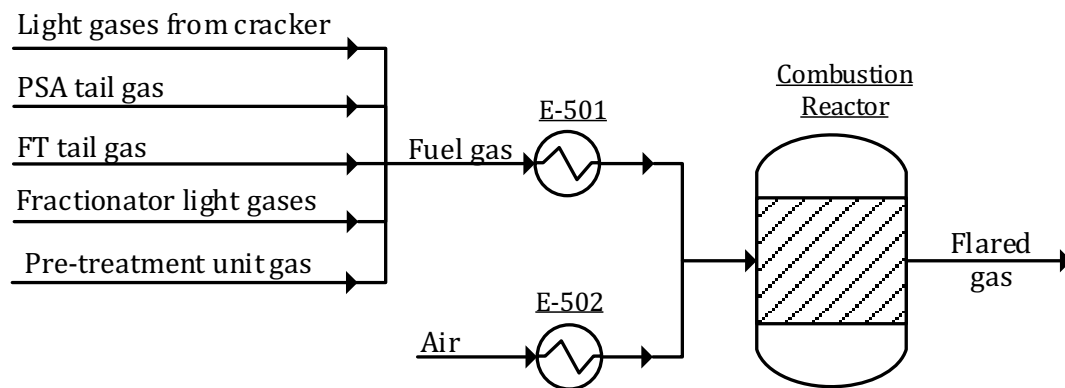 Light gases from cracker
PSA tail gas
FT tail gas
Fractionator light gases
Pre-treatment unit gas
Fuel gas
E-501
Air
E-502
Combustion
Reactor
Flared
gas